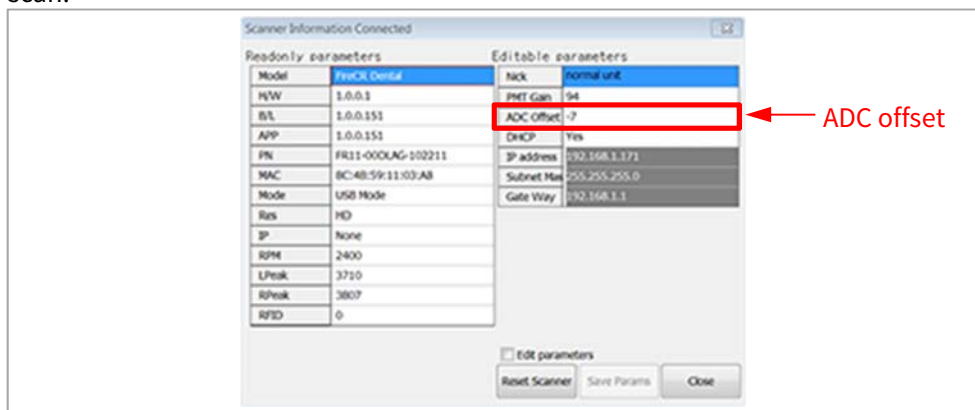 scan.
Scanner Information Connected
Readonly parameters
Model FireCR Dental
H/W 1.0.0.1
B/L 1.0.0.151
APP 1.0.0.151
PN FR11-00DLAG-102211
MAC 8C:4B:59:11:03:AB
Mode USB Mode
Res HD
IP None
RPM 2400
LPeak 3710
RPeak 3807
RFID 0
Editable parameters
Nick normal unit
PMT Gain 94
ADC Offset -7
DHCP Yes
IP address 192.168.1.171
Subnet Mas 255.255.255.0
Gate Way 192.168.1.1
ADC offset
Edit parameters
Reset Scanner Save Params Close